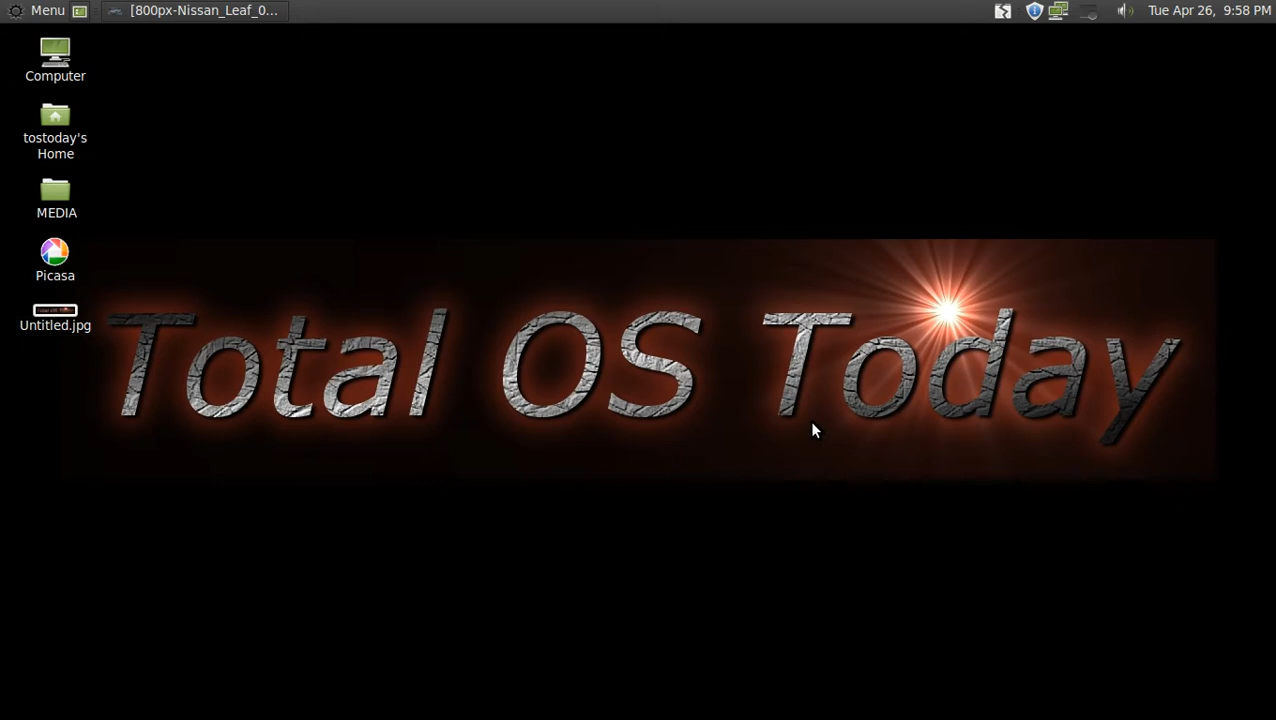 Menu
[800px-Nissan_Leaf_0...
Tue Apr 26, 9:58 PM
Computer
tostoday's
Home
MEDIA
Picasa
Untitled.jpg
Total OS Today